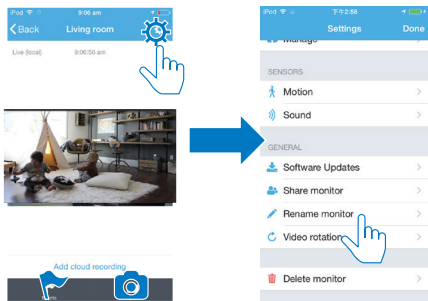 iPod 9:06 am
Back Living room
Live (local) 9:06:56 am
Add cloud recording
iPod 下午2:58
Settings Done
Manage
SENSORS
Motion
Sound
GENERAL
Software Updates
Share monitor
Rename monitor
Video rotation
Delete monitor